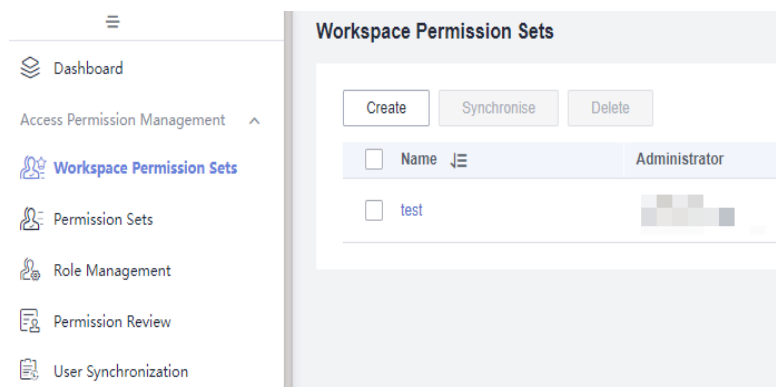 Dashboard
Access Permission Management
Workspace Permission Sets
Permission Sets
Role Management
Permission Review
User Synchronization
Workspace Permission Sets
Create Synchronise Delete
Name Administrator
test